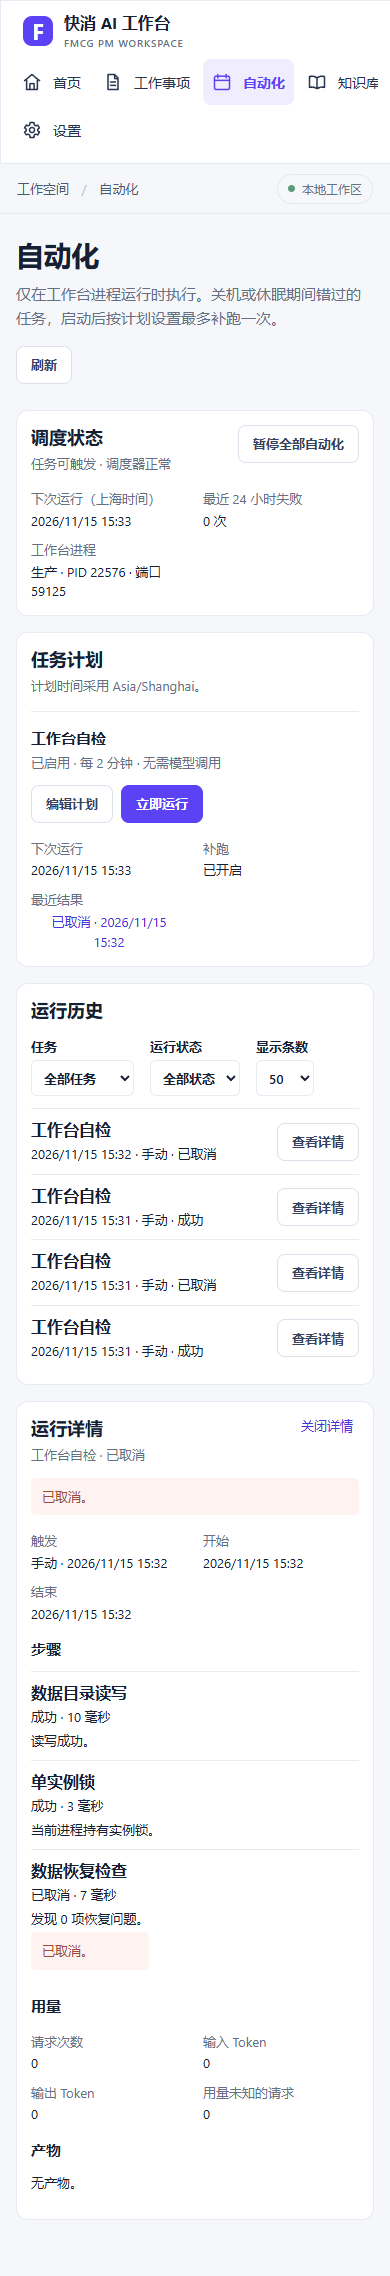 F
快消 AI 工作台
FMCG PM WORKSPACE
首页
工作事项
自动化
知识库
设置
工作空间 / 自动化
本地工作区
自动化
仅在工作台进程运行时执行。关机或休眠期间错过的
任务，启动后按计划设置最多补跑一次。
刷新
调度状态
任务可触发 · 调度器正常
暂停全部自动化
下次运行（上海时间）
2026/11/15 15:33
最近 24 小时失败
0 次
工作台进程
生产 · PID 22576 · 端口
59125
任务计划
计划时间采用 Asia/Shanghai。
工作台自检
已启用 · 每 2 分钟 · 无需模型调用
编辑计划
立即运行
下次运行
2026/11/15 15:33
补跑
已开启
最近结果
已取消 · 2026/11/15
15:32
运行历史
任务
全部任务
运行状态
全部状态
显示条数
50
工作台自检
2026/11/15 15:32 · 手动 · 已取消
查看详情
工作台自检
2026/11/15 15:31 · 手动 · 成功
查看详情
工作台自检
2026/11/15 15:31 · 手动 · 已取消
查看详情
工作台自检
2026/11/15 15:31 · 手动 · 成功
查看详情
运行详情
工作台自检 · 已取消
关闭详情
已取消。
触发
手动 · 2026/11/15 15:32
开始
2026/11/15 15:32
结束
2026/11/15 15:32
步骤
数据目录读写
成功 · 10 毫秒
读写成功。
单实例锁
成功 · 3 毫秒
当前进程持有实例锁。
数据恢复检查
已取消 · 7 毫秒
发现 0 项恢复问题。
已取消。
用量
请求次数
0
输入 Token
0
输出 Token
0
用量未知的请求
0
产物
无产物。